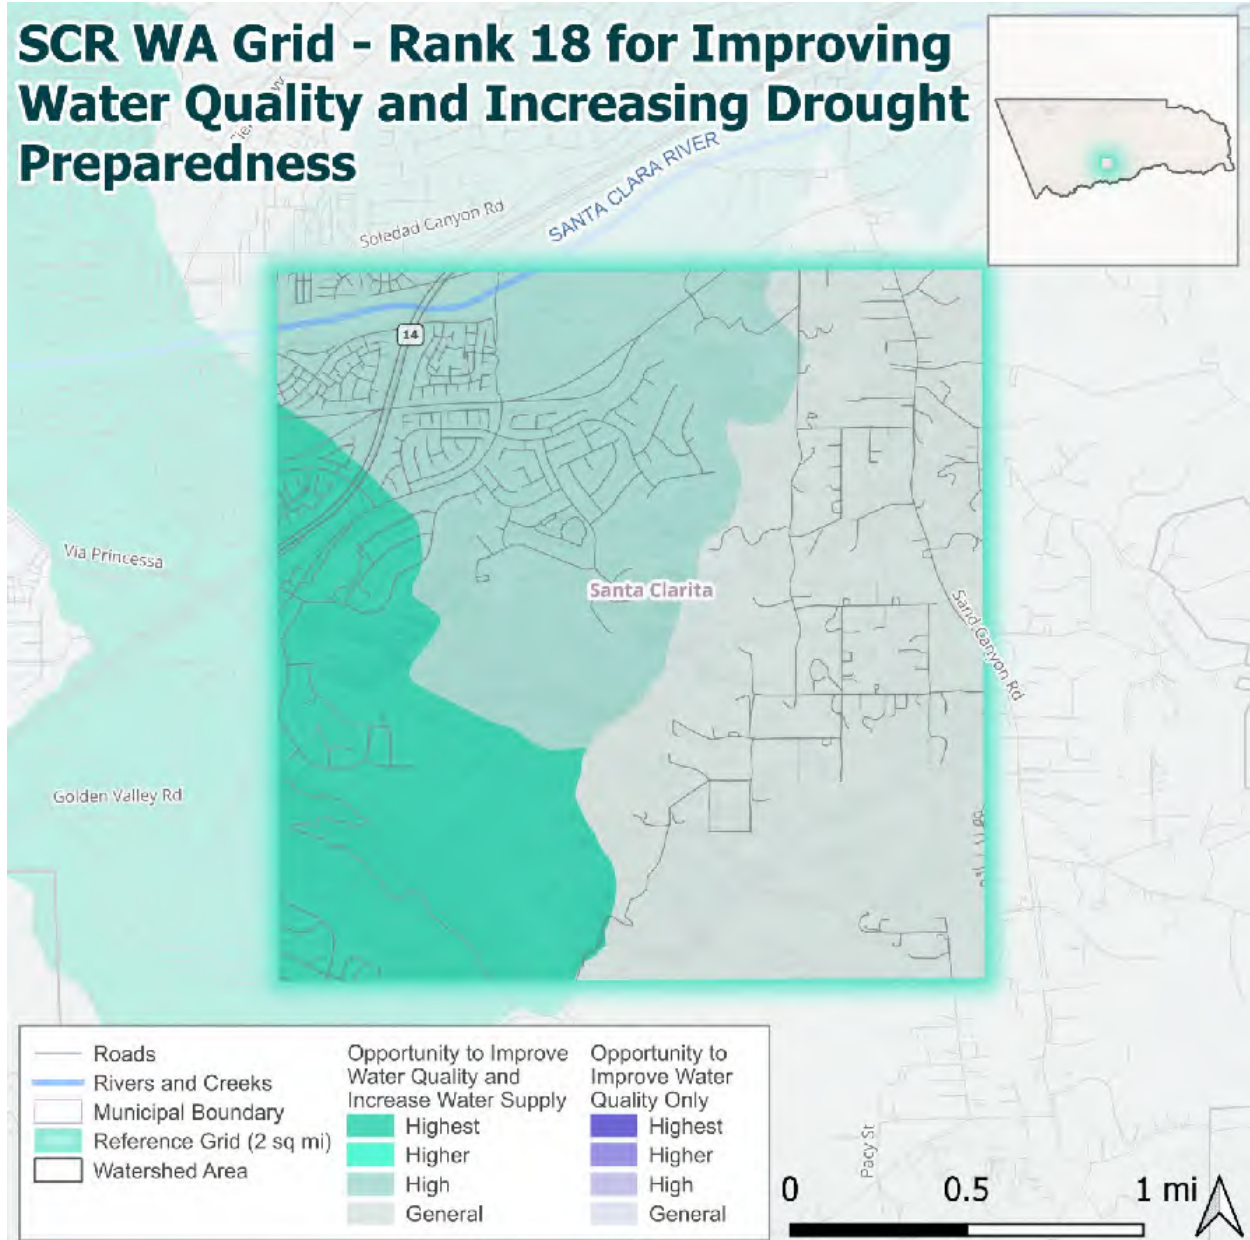 SCR WA Grid - Rank 18 for Improving
Water Quality and Increasing Drought
Preparedness
SANTA CLARA RIVER
Soledad Canyon Rd
14
Via Princessa
Santa Clarita
Sand Canyon Rd
Golden Valley Rd
Roads
Rivers and Creeks
Municipal Boundary
Reference Grid (2 sq mi)
Watershed Area
Opportunity to Improve
Water Quality and
Increase Water Supply
Highest
Higher
High
General
Opportunity to
Improve Water
Quality Only
Highest
Higher
High
General
Pacy St
0 0.5 1 mi